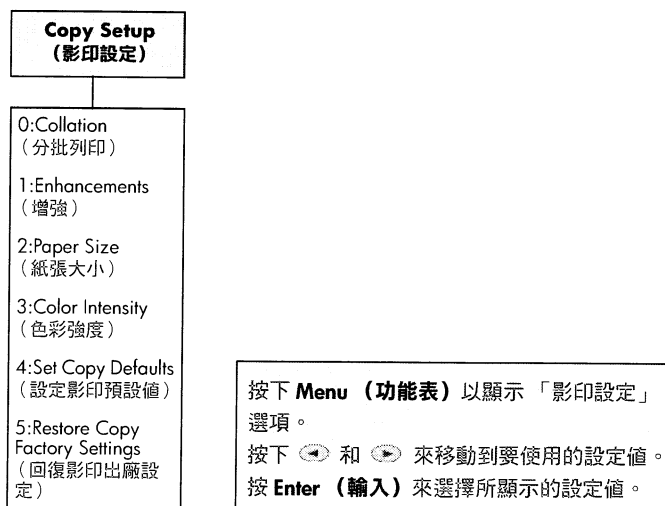 Copy Setup
（影印設定）
0:Collation
（分批列印）
1:Enhancements
（增強）
2:Paper Size
（紙張大小）
3:Color Intensity
（色彩強度）
4:Set Copy Defaults
（設定影印預設值）
5:Restore Copy
Factory Settings
（回復影印出廠設
定）
按下 Menu （功能表）以顯示 「影印設定」
選項。
按下 和 來移動到要使用的設定值。
按 Enter （輸入）來選擇所顯示的設定值。